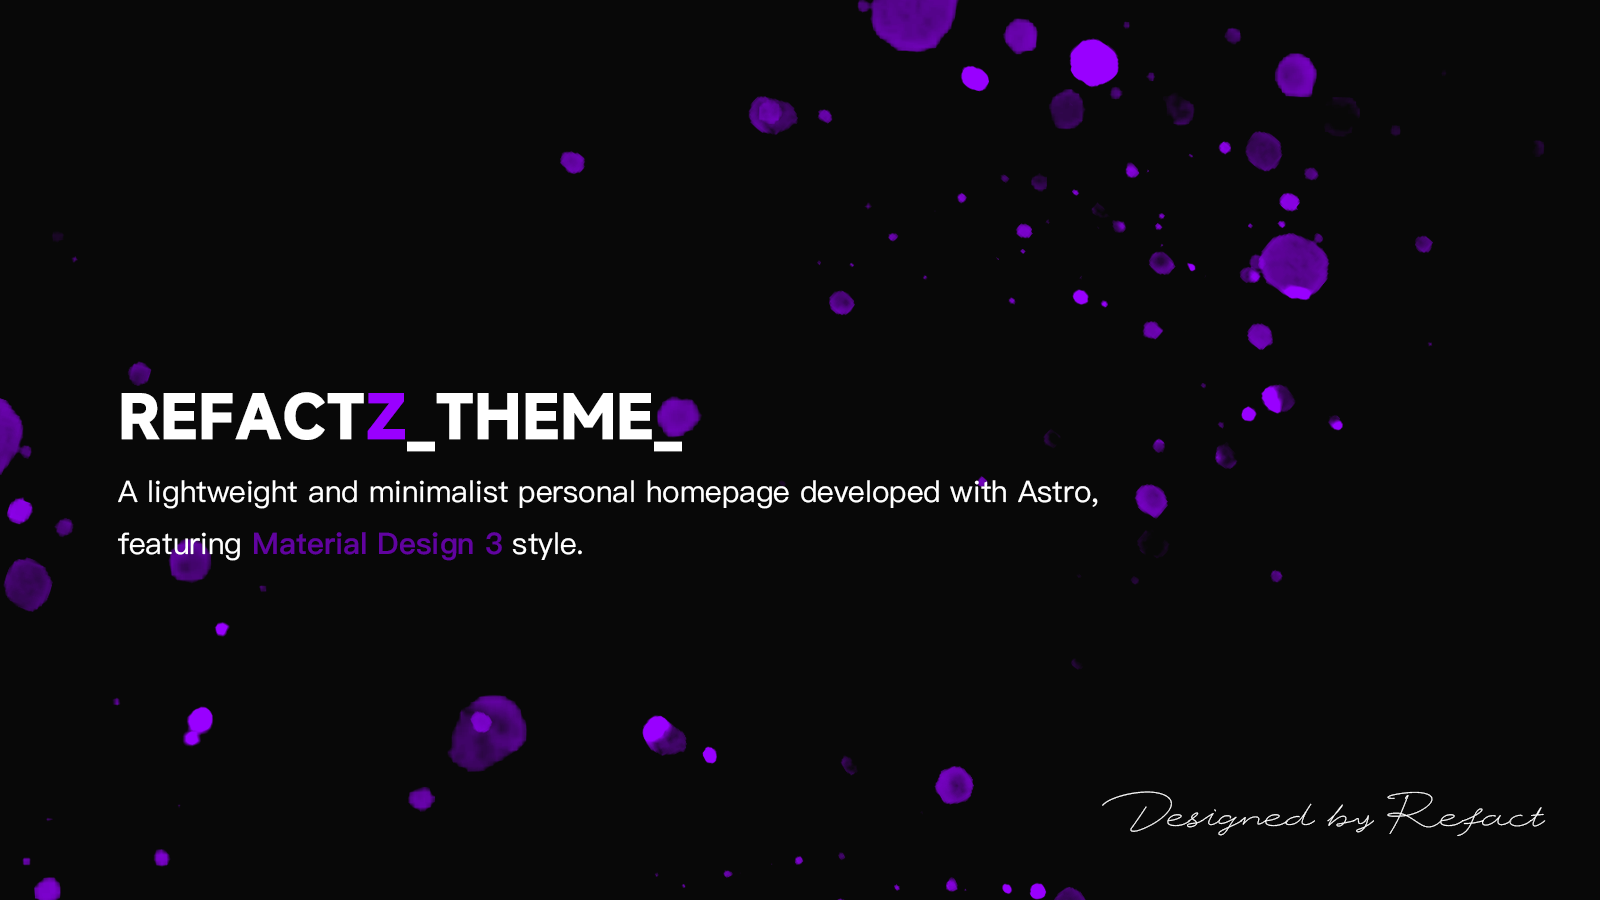 REFACTZ_THEME_
A lightweight and minimalist personal homepage developed with Astro,
featuring Material Design 3 style.
Designed by Refact